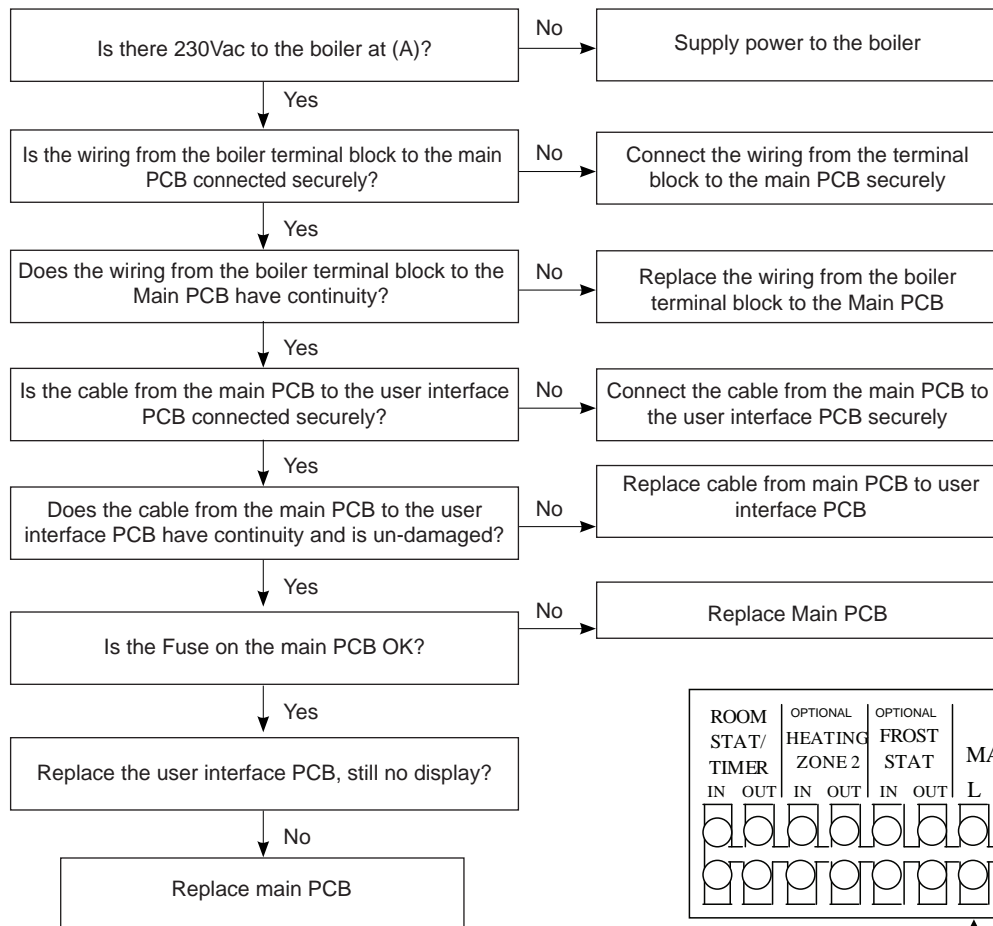 Is there 230Vac to the boiler at (A)?
No
Supply power to the boiler
Yes
Is the wiring from the boiler terminal block to the main
PCB connected securely?
No
Connect the wiring from the terminal
block to the main PCB securely
Yes
Does the wiring from the boiler terminal block to the
Main PCB have continuity?
No
Replace the wiring from the boiler
terminal block to the Main PCB
Yes
Is the cable from the main PCB to the user interface
PCB connected securely?
No
Connect the cable from the main PCB to
the user interface PCB securely
Yes
Does the cable from the main PCB to the user
interface PCB have continuity and is un-damaged?
No
Replace cable from main PCB to user
interface PCB
Yes
Is the Fuse on the main PCB OK?
No
Replace Main PCB
Yes
Replace the user interface PCB, still no display?
No
Replace main PCB
ROOM
STAT/
TIMER
IN OUT
OPTIONAL
HEATING
ZONE 2
IN OUT
OPTIONAL
FROST
STAT
IN OUT
MA
L